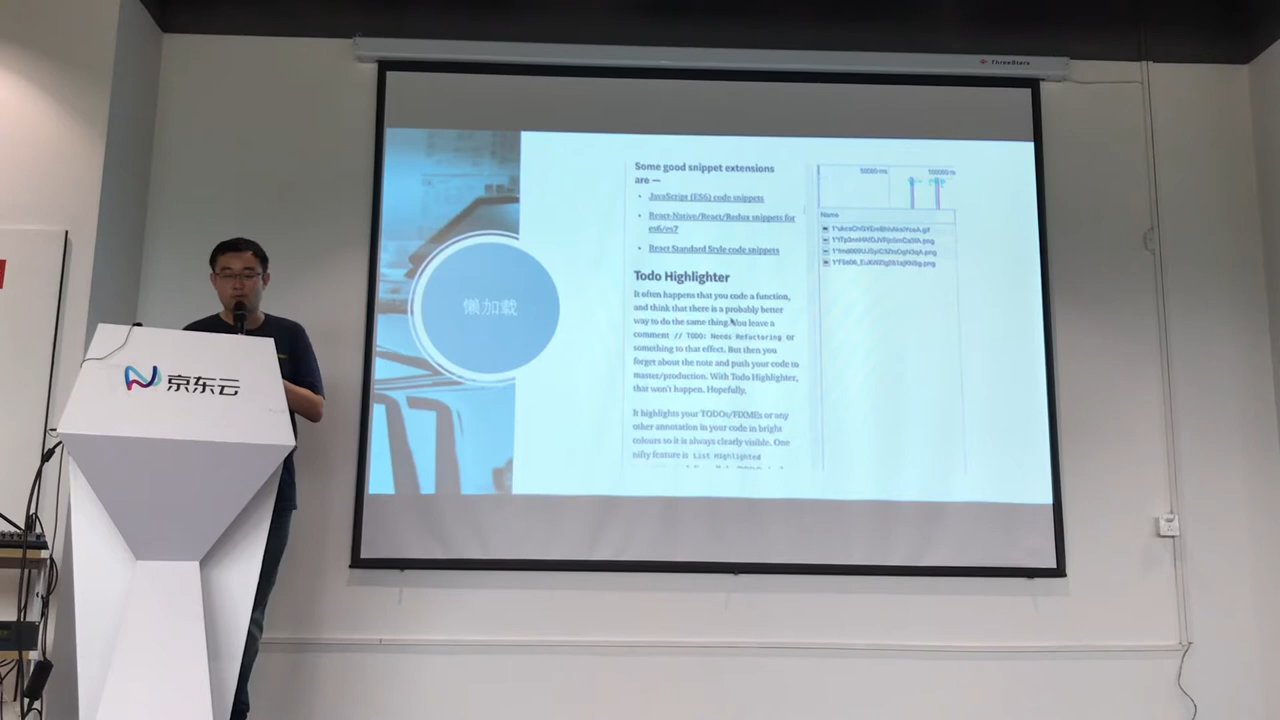 ThreeStars
Some good snippet extensions
are —
JavaScript (ES6) code snippets
React-Native/React/Redux snippets for
es6/es7
React Standard Style code snippets
Todo Highlighter
It often happens that you code a function,
and think that there is a probably better
way to do the same thing. You leave a
comment // TODO: Needs Refactoring or
something to that effect. But then you
forget about the note and push your code to
master/production. With Todo Highlighter,
that won't happen. Hopefully.
It highlights your TODOs/FIXMEs or any
other annotation in your code in bright
colours so it is always clearly visible. One
nifty feature is List Highlighted
50000 ms
Name
懒加载
京东云